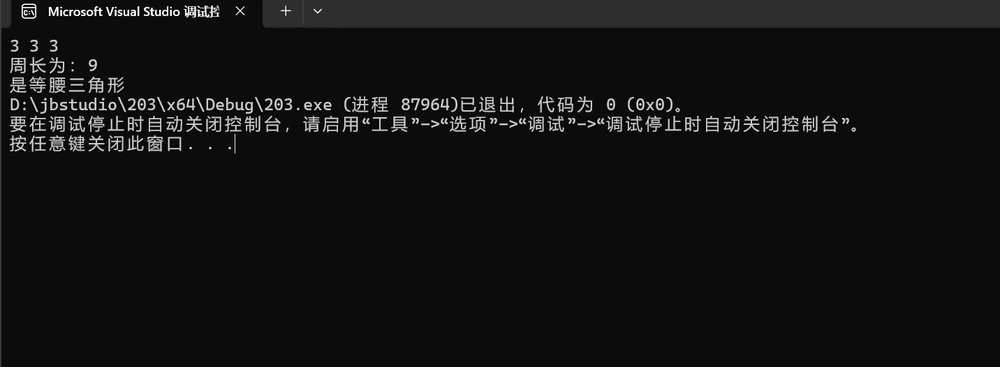 Microsoft Visual Studio 调试控
3 3 3
周长为: 9
是等腰三角形
D:\jbstudio\203\x64\Debug\203.exe (进程 87964)已退出，代码为 0 (0x0)。
要在调试停止时自动关闭控制台，请启用“工具”->“选项”->“调试”->“调试停止时自动关闭控制台”。
按任意键关闭此窗口. . .